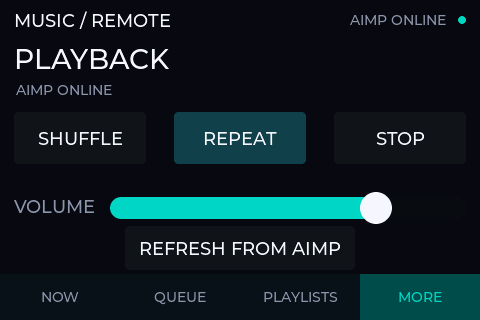 MUSIC / REMOTE
AIMP ONLINE
PLAYBACK
AIMP ONLINE
SHUFFLE
REPEAT
STOP
VOLUME
REFRESH FROM AIMP
NOW
QUEUE
PLAYLISTS
MORE